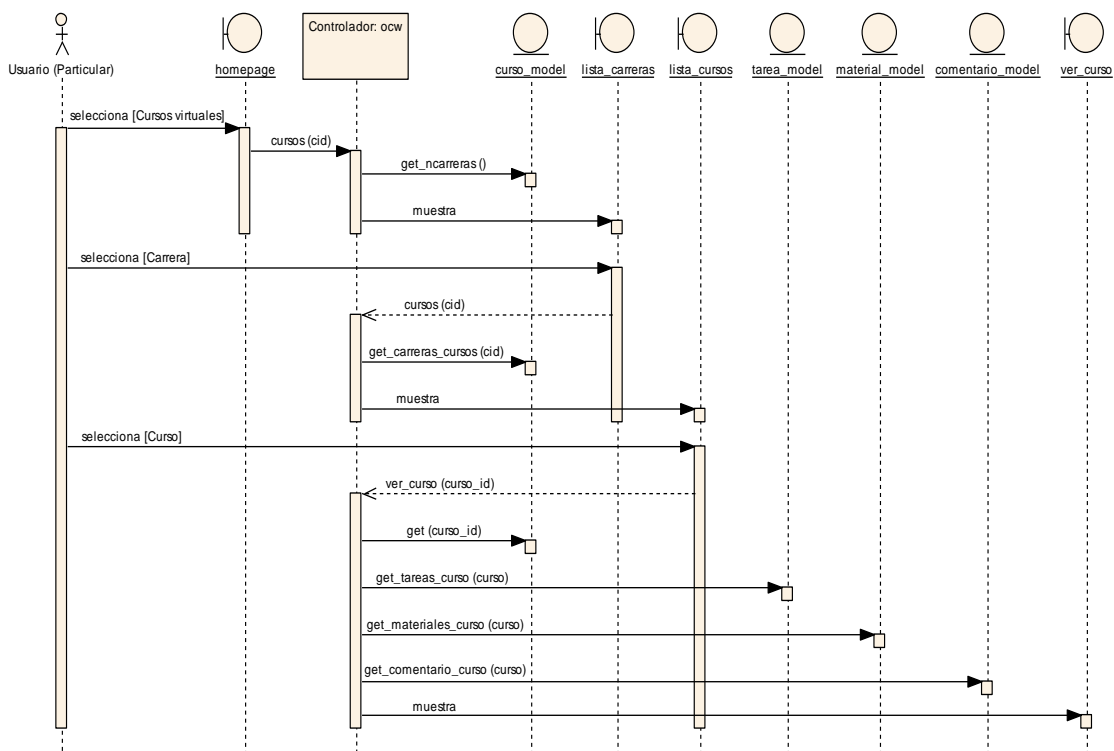 Controlador: ocw
Usuario (Particular)
homepage
curso_model
lista_carreras
lista_cursos
tarea_model
material_model
comentario_model
ver_curso
selecciona [Cursos virtuales]
cursos (cid)
get_ncarreras ()
muestra
selecciona [Carrera]
cursos (cid)
get_carreras_cursos (cid)
muestra
selecciona [Curso]
ver_curso (curso_id)
get (curso_id)
get_tareas_curso (curso)
get_materiales_curso (curso)
get_comentario_curso (curso)
muestra